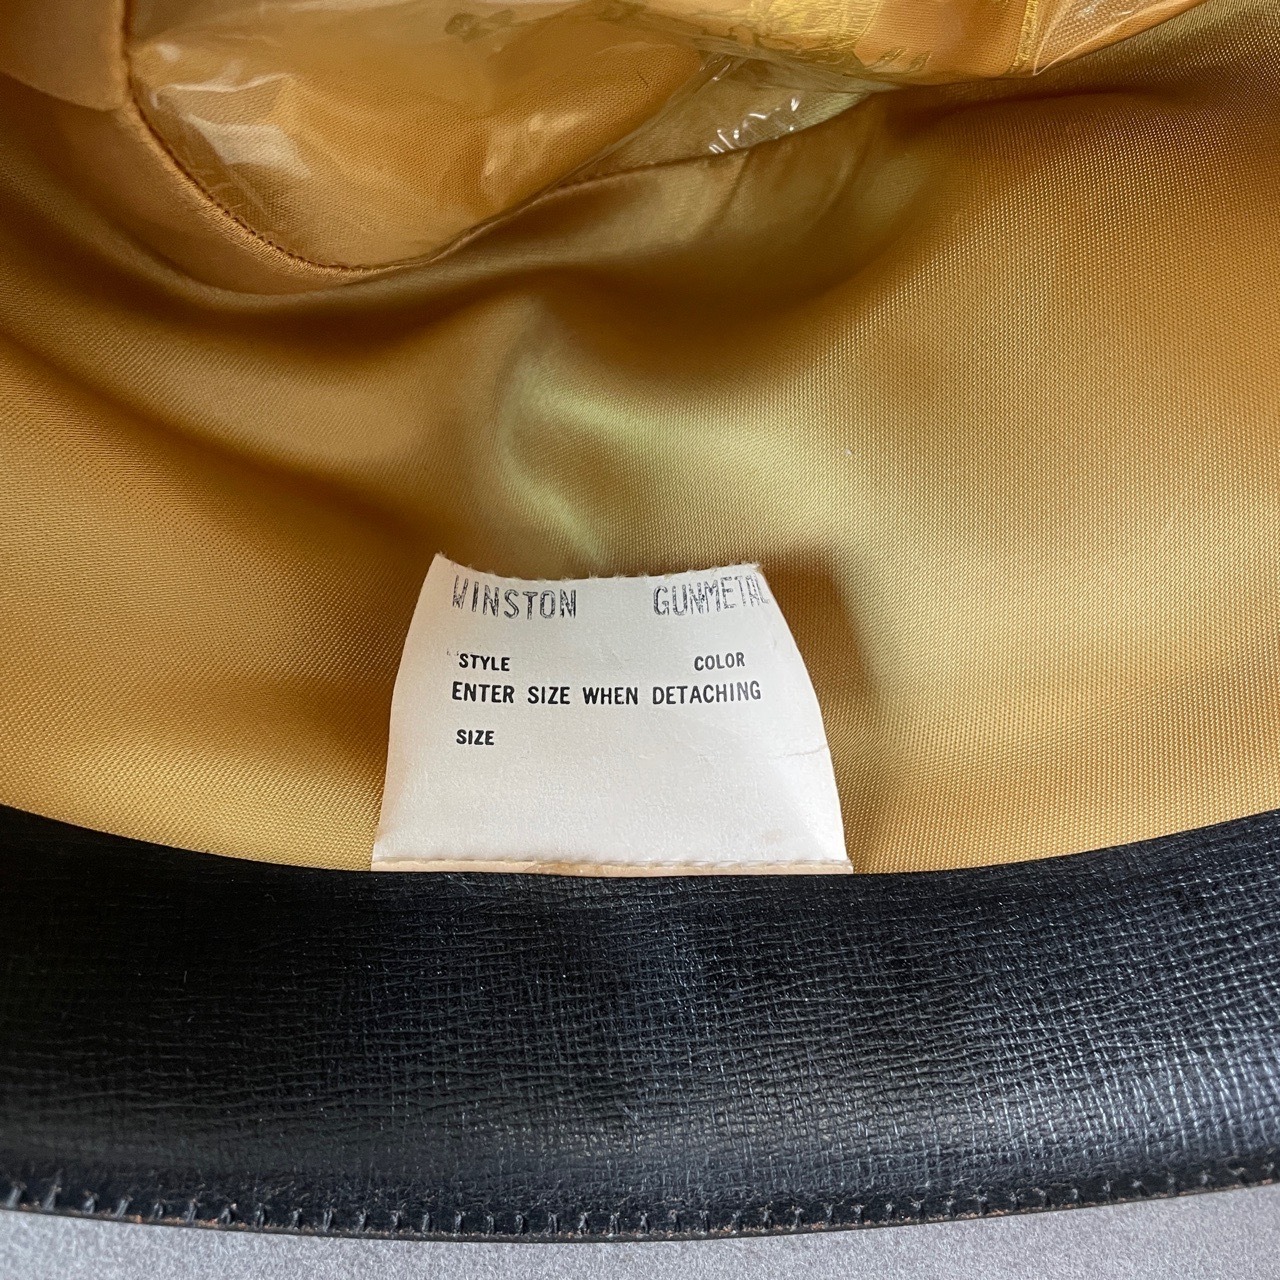 WINSTON GUNMETAL
STYLE COLOR
ENTER SIZE WHEN DETACHING
SIZE